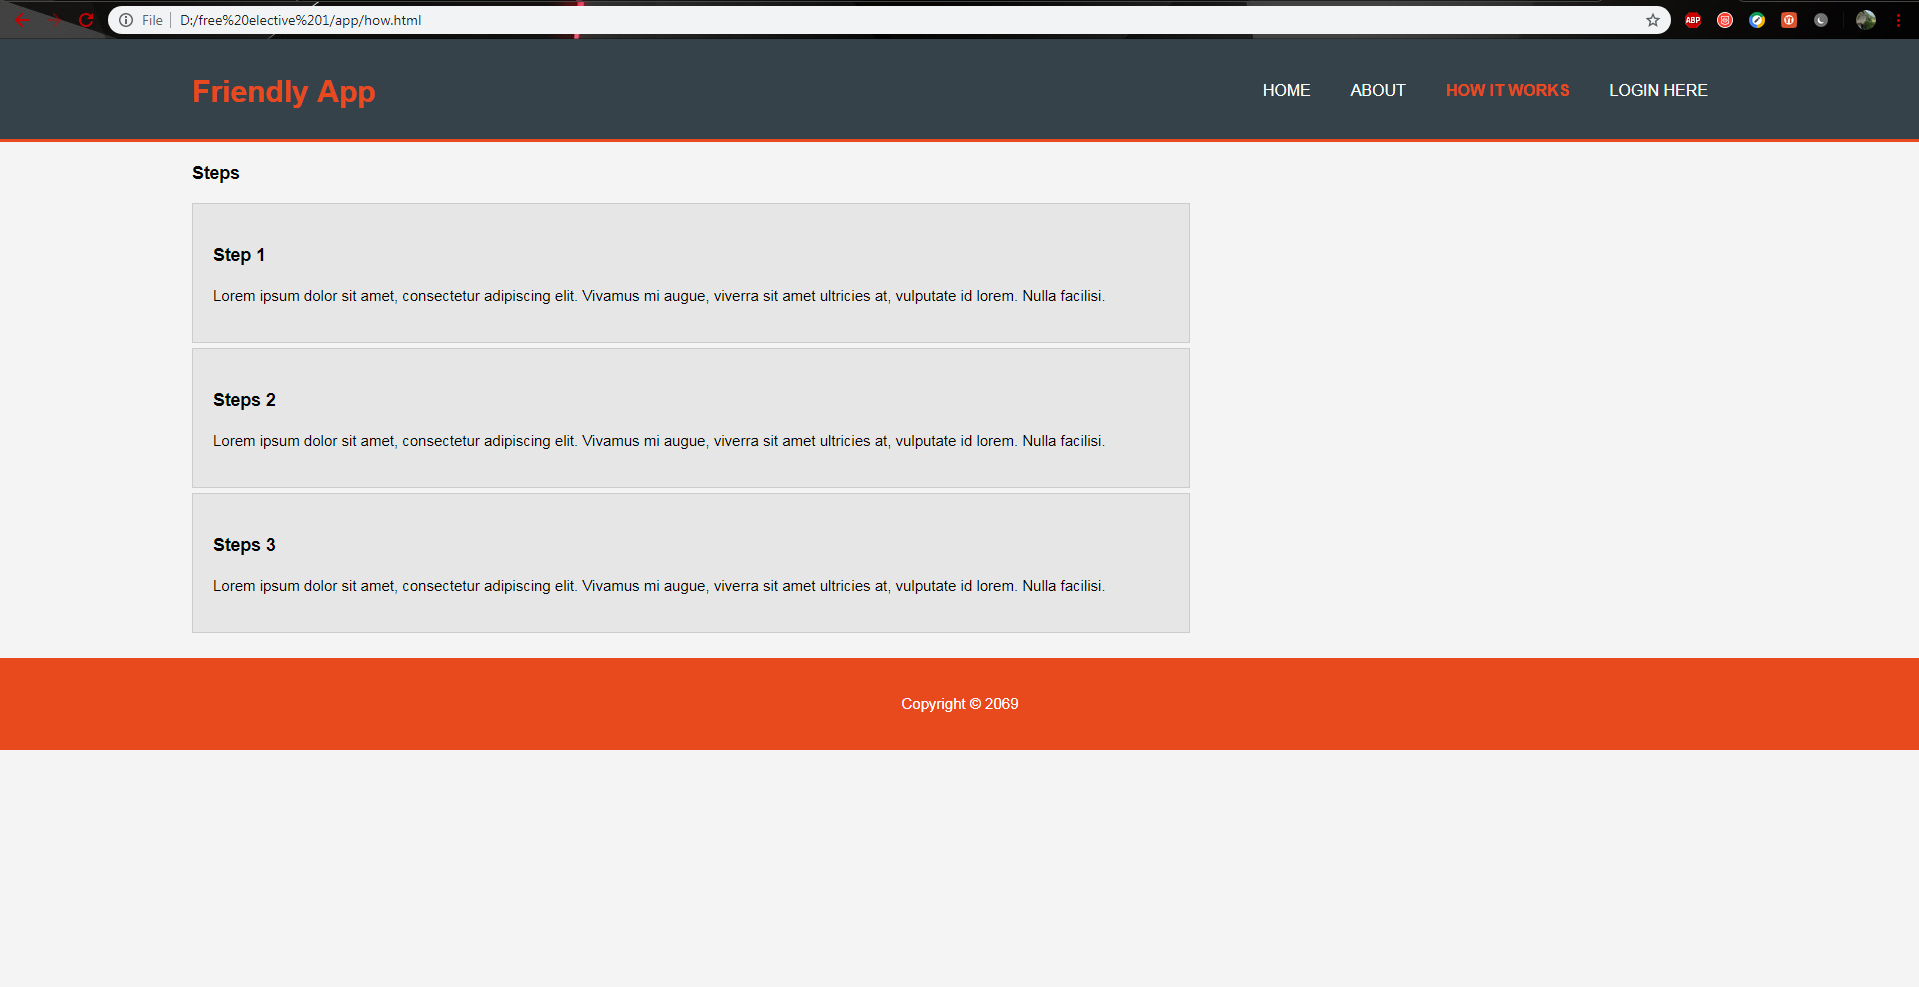 File D:/free%20elective%201/app/how.html
ABP
Friendly App
HOME ABOUT HOW IT WORKS LOGIN HERE
Steps
Step 1
Lorem ipsum dolor sit amet, consectetur adipiscing elit. Vivamus mi augue, viverra sit amet ultricies at, vulputate id lorem. Nulla facilisi.
Steps 2
Lorem ipsum dolor sit amet, consectetur adipiscing elit. Vivamus mi augue, viverra sit amet ultricies at, vulputate id lorem. Nulla facilisi.
Steps 3
Lorem ipsum dolor sit amet, consectetur adipiscing elit. Vivamus mi augue, viverra sit amet ultricies at, vulputate id lorem. Nulla facilisi.
Copyright © 2069